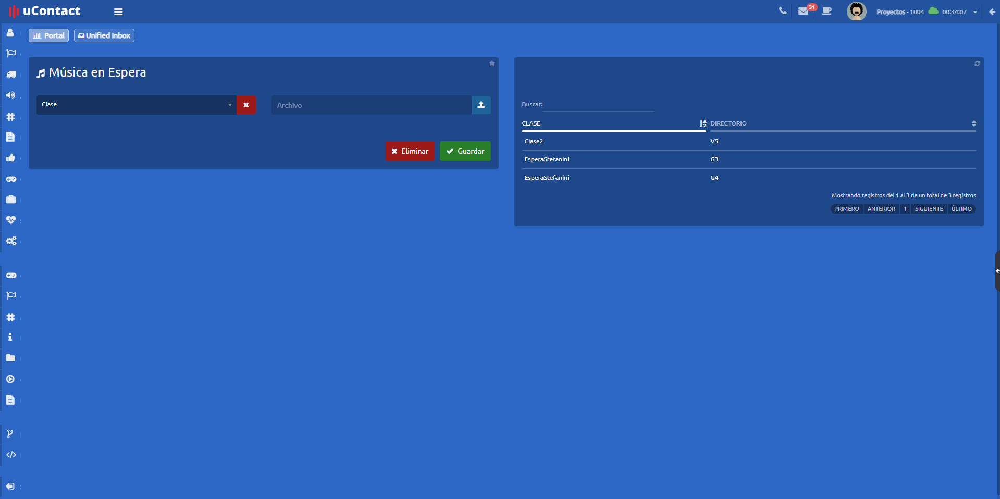 uContact
31
Proyectos - 1004
00:34:07
Portal
Unified Inbox
Música en Espera
Clase
Archivo
Eliminar
Guardar
Buscar:
CLASE DIRECTORIO
Clase2 V5
EsperaStefanini G3
EsperaStefanini G4
Mostrando registros del 1 al 3 de un total de 3 registros
PRIMERO ANTERIOR 1 SIGUIENTE ÚLTIMO